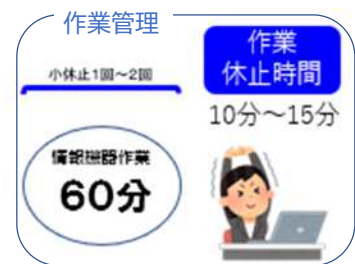 作業管理
小休止1回～2回
情報機器作業
60分
作業
休止時間
10分～15分